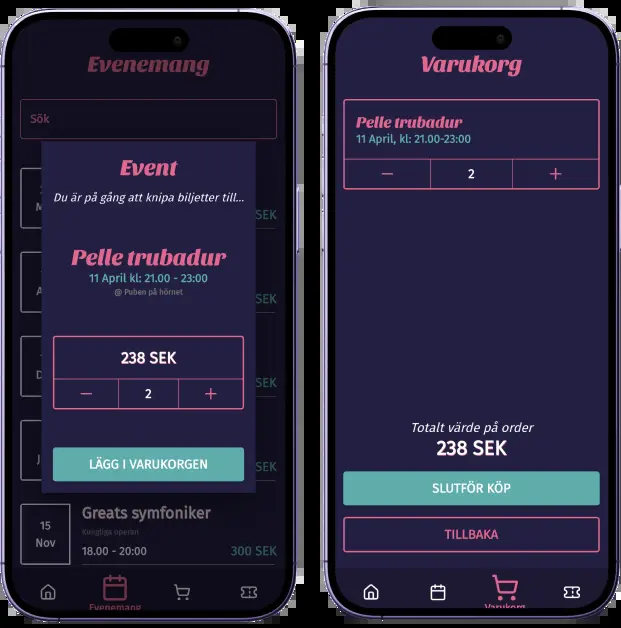 Evenemang
Sök
SEK
SEK
SEK
SEK
Event
Du är på gång att knipa biljetter till...
Pelle trubadur
11 April kl: 21.00 - 23:00
@ Puben på hörnet
238 SEK
2
LÄGG I VARUKORGEN
15
Nov
Greats symfoniker
Kungliga operan
18.00 - 20:00
300 SEK
Evenemang
Varukorg
Pelle trubadur
11 April, kl: 21.00-23:00
2
Totalt värde på order
238 SEK
SLUTFÖR KÖP
TILLBAKA
Varukorg